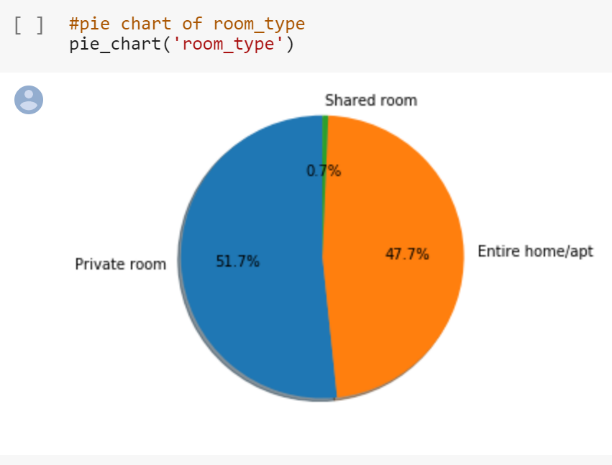 [ ] #pie chart of room_type
pie_chart('room_type')
Shared room
0.7%
Private room
51.7%
47.7%
Entire home/apt